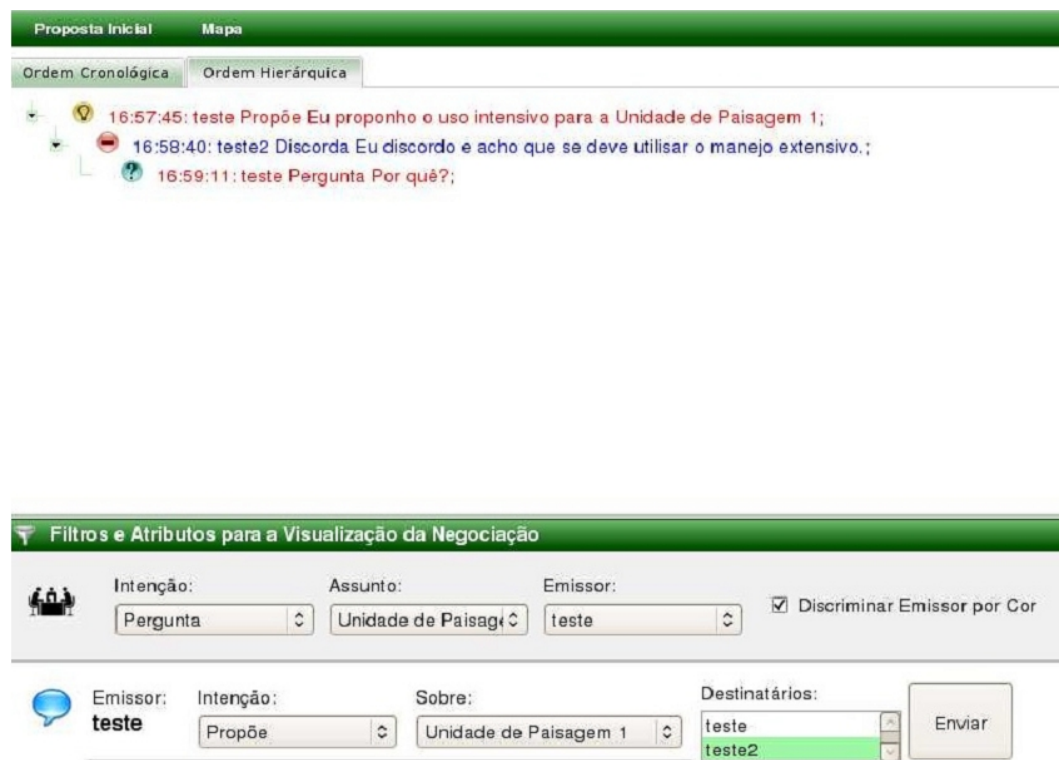 Proposta Inicial Mapa
Ordem Cronológica Ordem Hierárquica
16:57:45: teste Propõe Eu proponho o uso intensivo para a Unidade de Paisagem 1;
16:58:40: teste2 Discorda Eu discordo e acho que se deve utilisar o manejo extensivo.;
16:59:11: teste Pergunta Por quê?;
Filtros e Atributos para a Visualização da Negociação
Intenção: Assunto: Emissor:
Pergunta Unidade de Paisage teste Discriminar Emissor por Cor
Emissor: Intenção: Sobre: Destinatários:
teste Propõe Unidade de Paisagem 1 teste Enviar
teste2